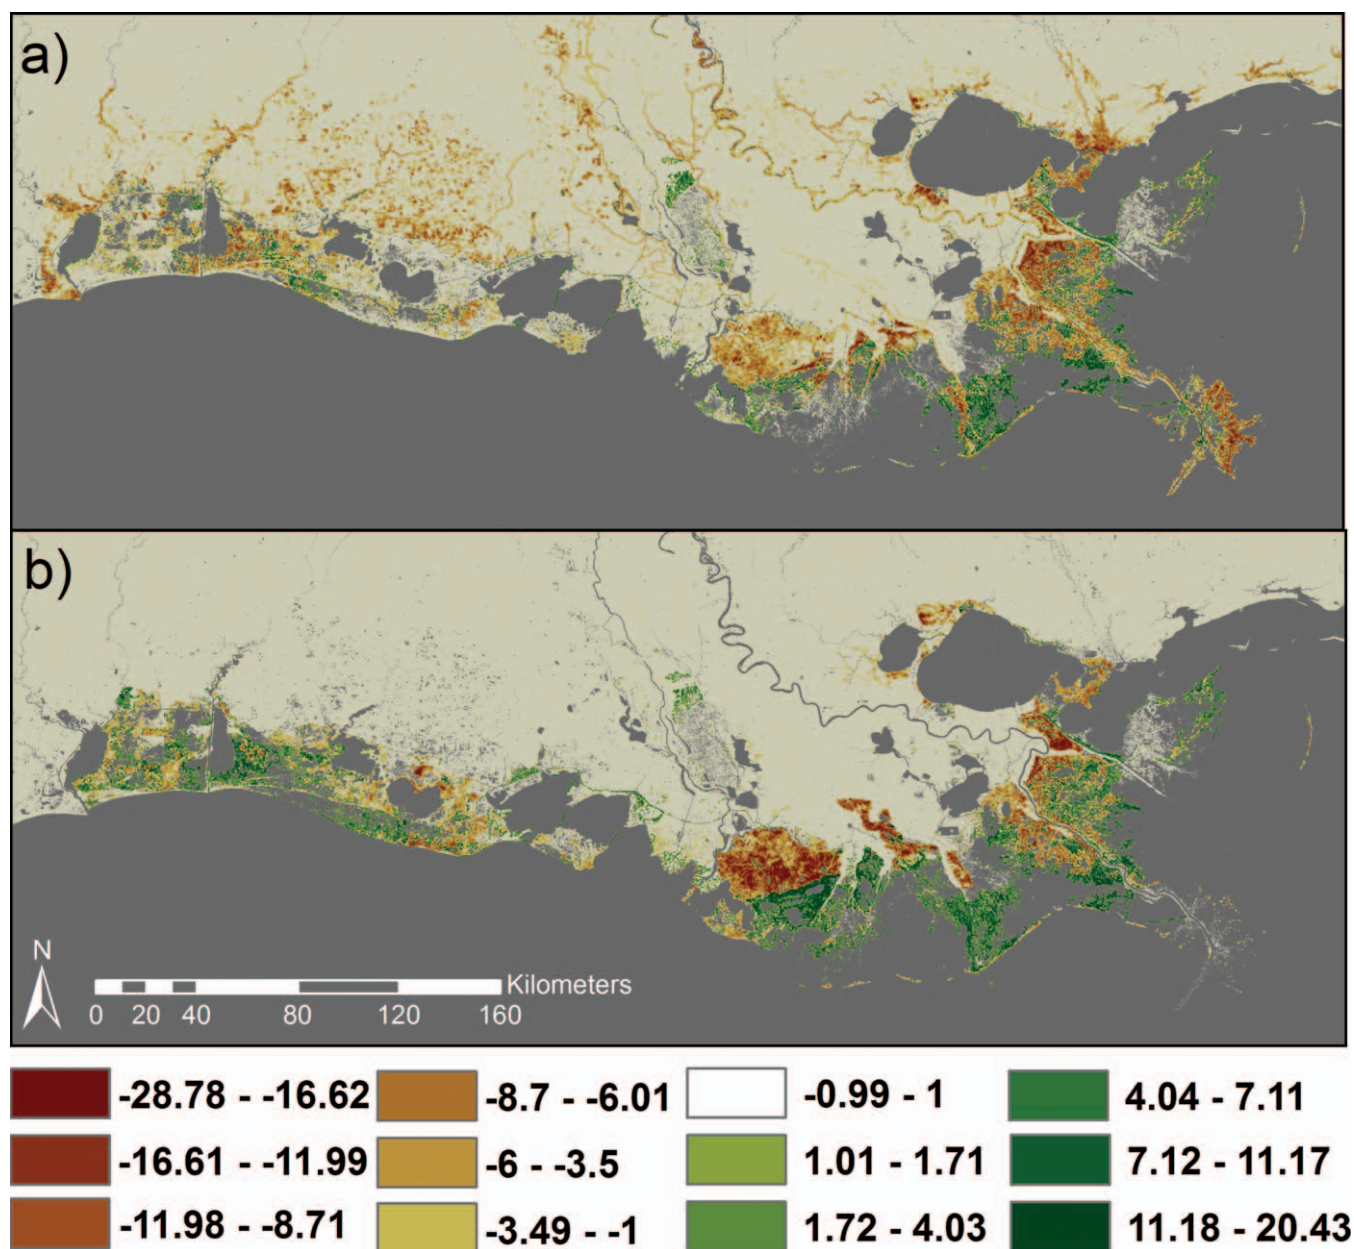 a)
b)
N
Kilometers
0 20 40 80 120 160
-28.78 - -16.62 -8.7 - -6.01 -0.99 - 1 4.04 - 7.11
-16.61 - -11.99 -6 - -3.5 1.01 - 1.71 7.12 - 11.17
-11.98 - -8.71 -3.49 - -1 1.72 - 4.03 11.18 - 20.43